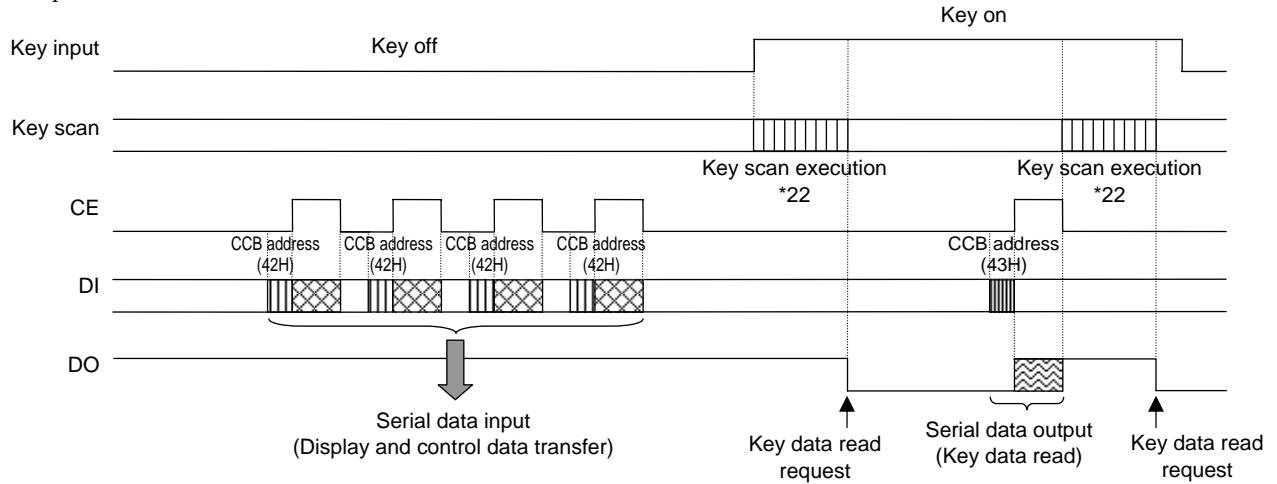 Key on
Key input
Key off
Key scan
Key scan execution
*22
Key scan execution
*22
CE
CCB address
(42H)
CCB address
(42H)
CCB address
(42H)
CCB address
(42H)
CCB address
(43H)
DI
DO
Serial data input
(Display and control data transfer)
Key data read
request
Serial data output
(Key data read)
Key data read
request